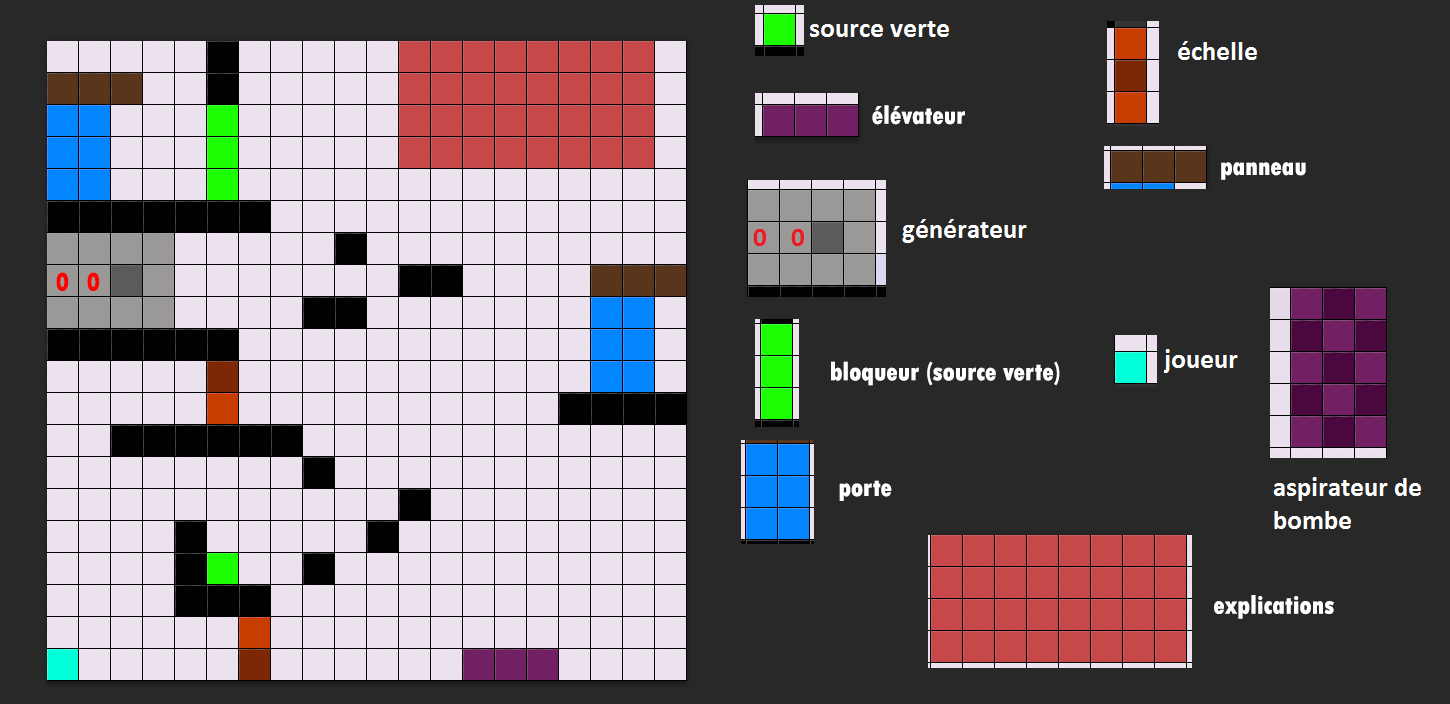 source verte
échelle
élévateur
panneau
0 0
générateur
0 0
bloqueur (source verte)
joueur
porte
aspirateur de
bombe
explications